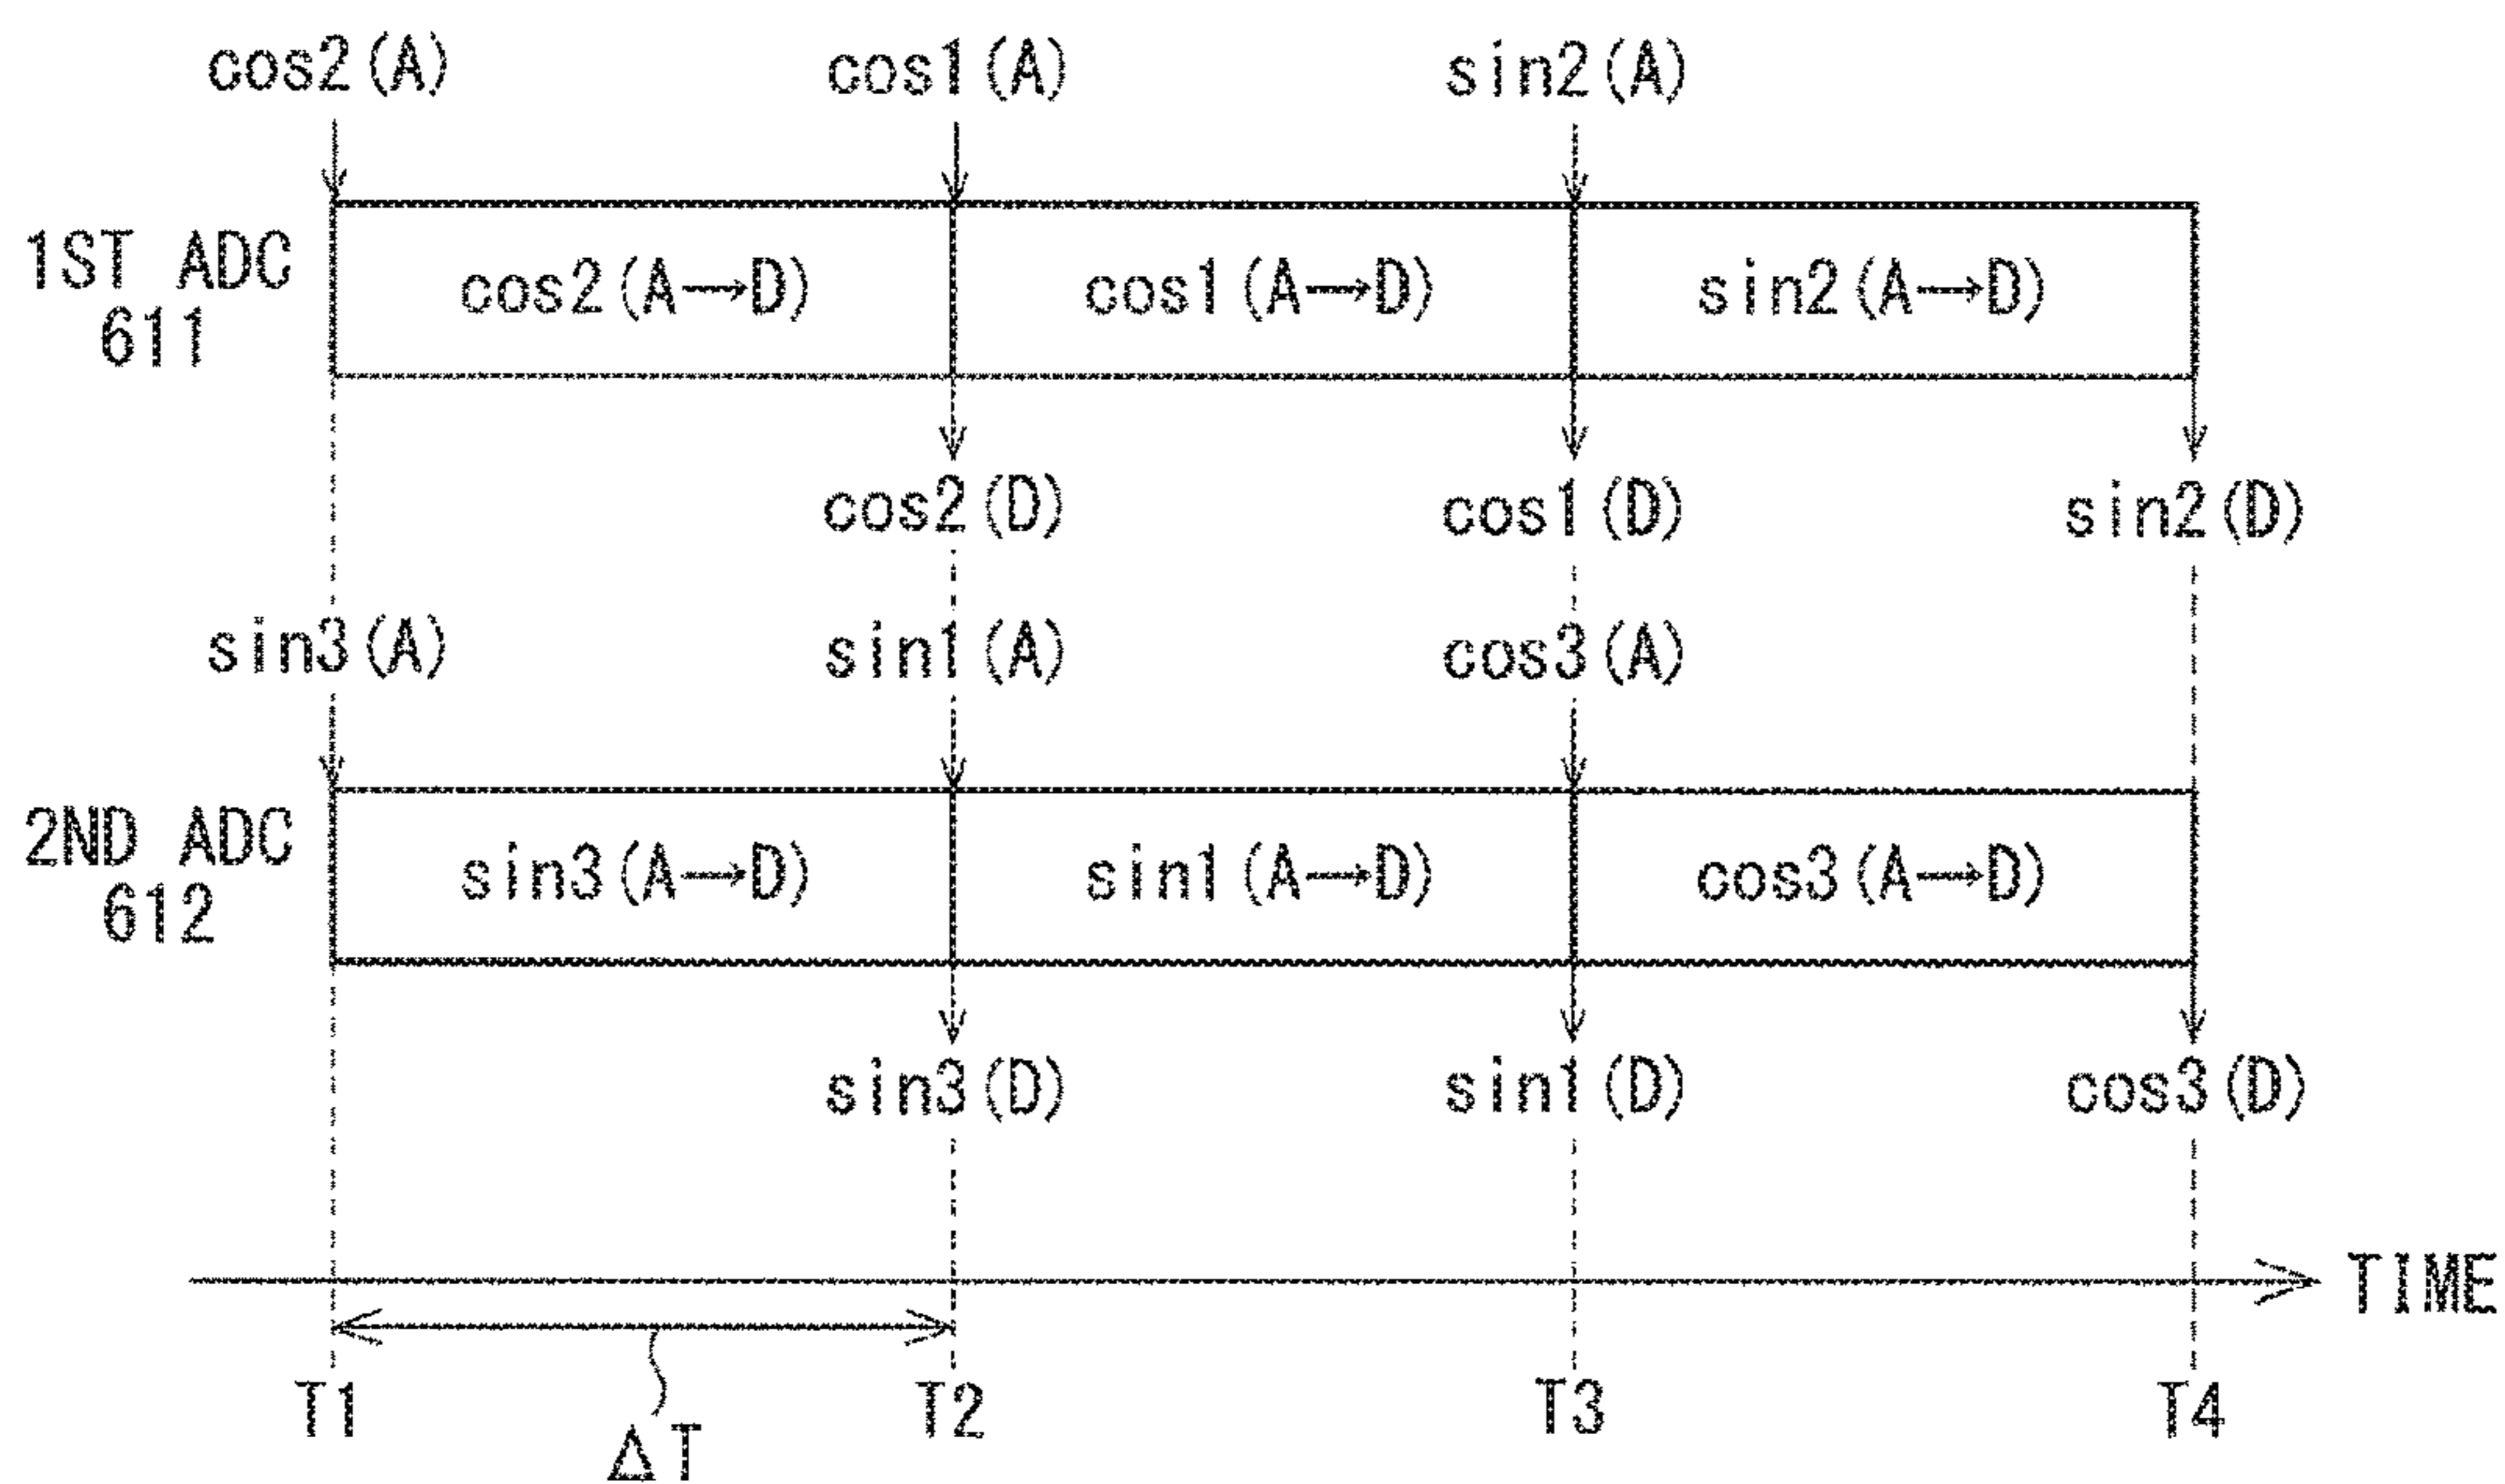 cos2(A) cos1(A) sin2(A)
1ST ADC
611
cos2(A→D) cos1(A→D) sin2(A→D)
cos2(D) cos1(D) sin2(D)
sin3(A) sin1(A) cos3(A)
2ND ADC
612
sin3(A→D) sin1(A→D) cos3(A→D)
sin3(D) sin1(D) cos3(D)
TIME
T1 T2 T3 T4
ΔT